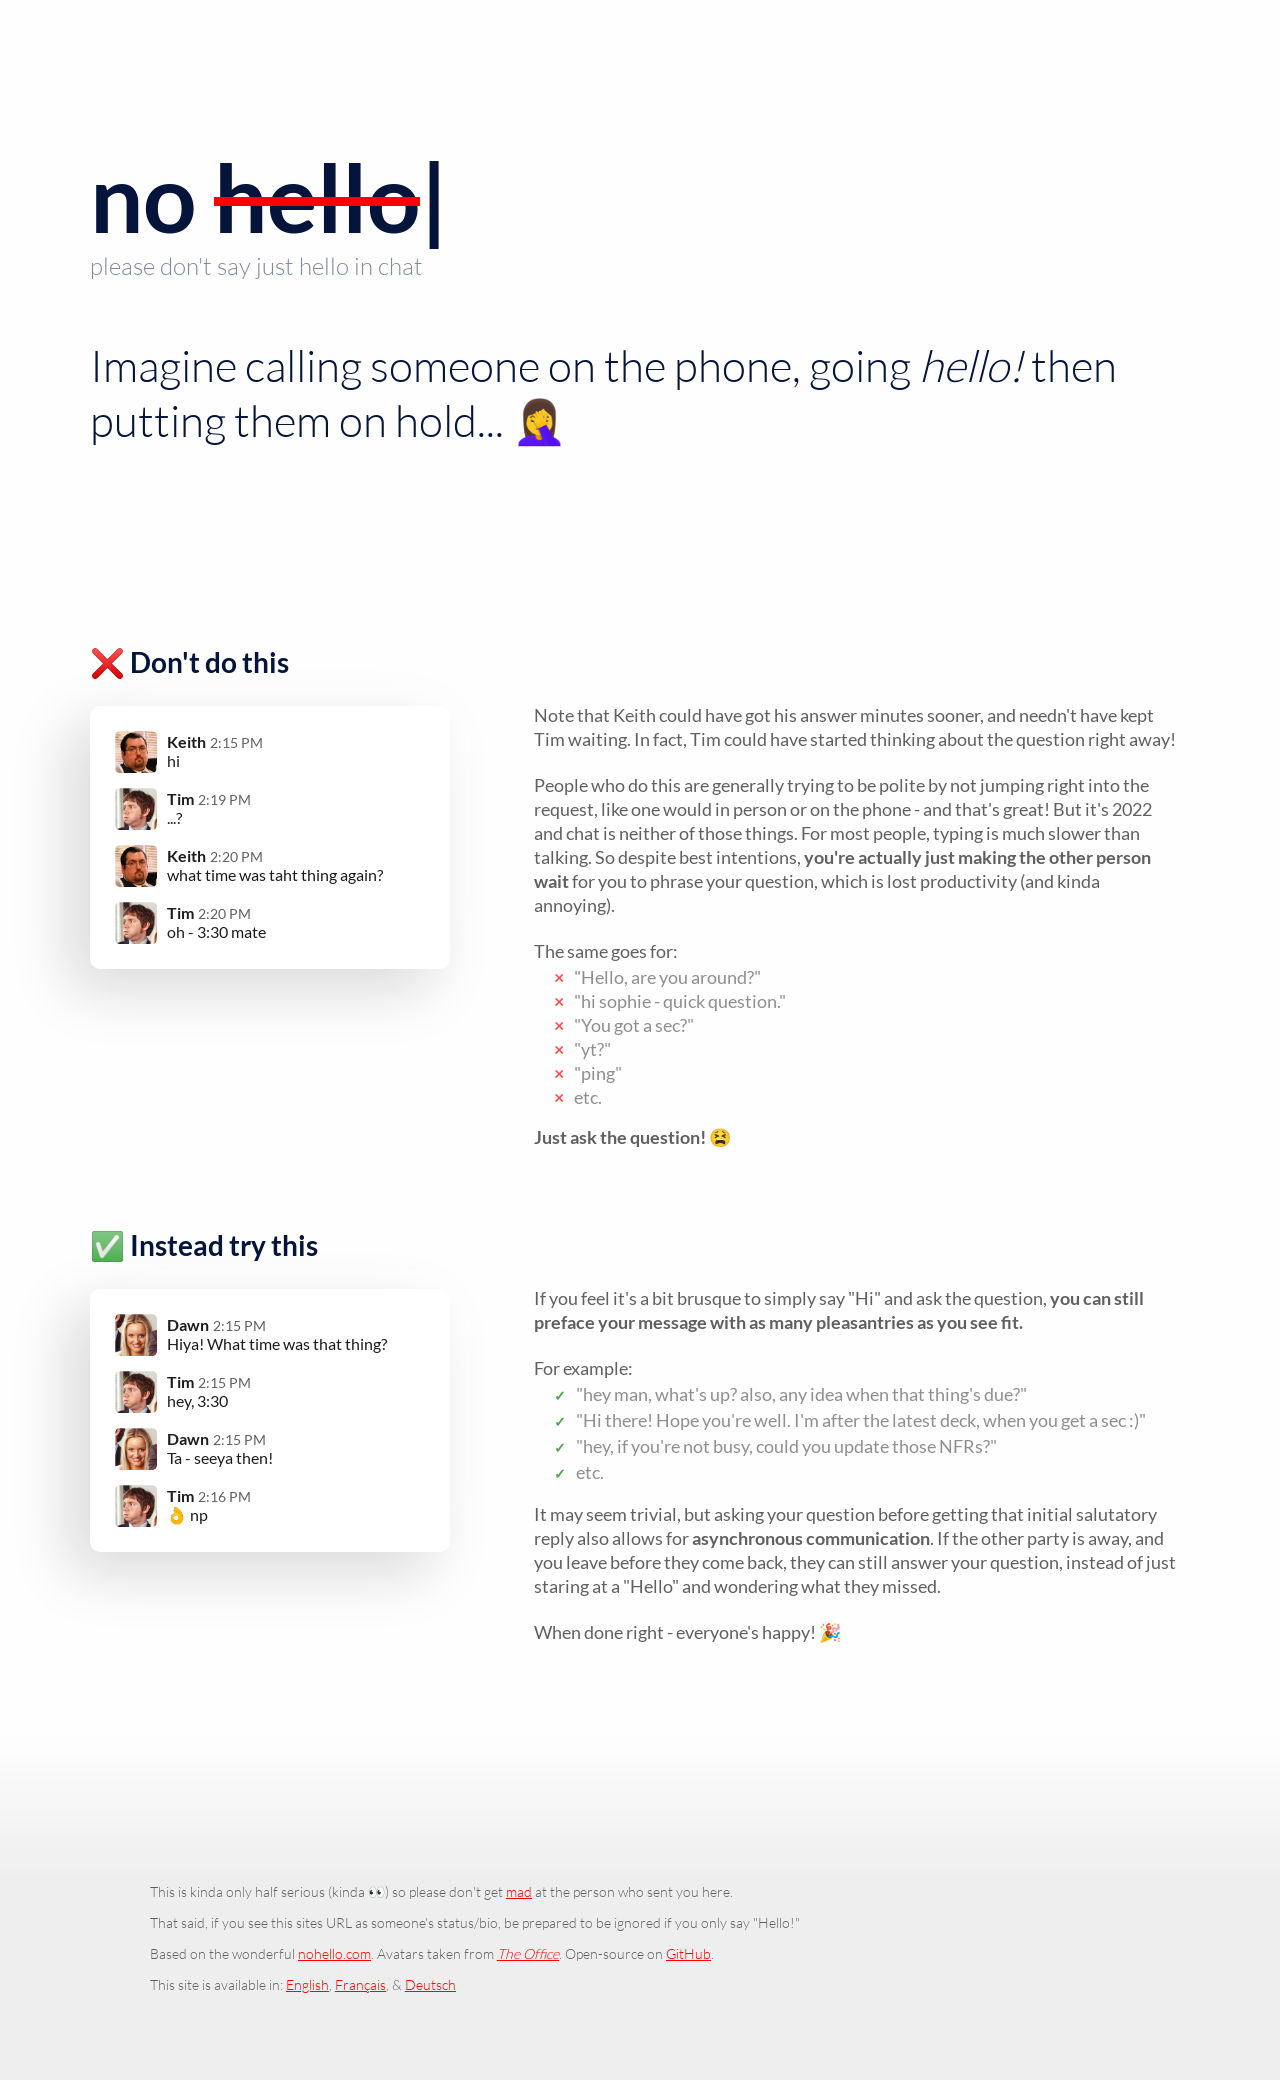 no hello|
please don't say just hello in chat
Imagine calling someone on the phone, going hello! then
putting them on hold... 🤦‍♀️
❌ Don't do this
Keith 2:15 PM
hi
Tim 2:19 PM
...?
Keith 2:20 PM
what time was taht thing again?
Tim 2:20 PM
oh - 3:30 mate
Note that Keith could have got his answer minutes sooner, and needn't have kept
Tim waiting. In fact, Tim could have started thinking about the question right away!
People who do this are generally trying to be polite by not jumping right into the
request, like one would in person or on the phone - and that's great! But it's 2022
and chat is neither of those things. For most people, typing is much slower than
talking. So despite best intentions, you're actually just making the other person
wait for you to phrase your question, which is lost productivity (and kinda
annoying).
The same goes for:
× "Hello, are you around?"
× "hi sophie - quick question."
× "You got a sec?"
× "yt?"
× "ping"
× etc.
Just ask the question! 😫
✅ Instead try this
Dawn 2:15 PM
Hiya! What time was that thing?
Tim 2:15 PM
hey, 3:30
Dawn 2:15 PM
Ta - seeya then!
Tim 2:16 PM
👌 np
If you feel it's a bit brusque to simply say "Hi" and ask the question, you can still
preface your message with as many pleasantries as you see fit.
For example:
✓ "hey man, what's up? also, any idea when that thing's due?"
✓ "Hi there! Hope you're well. I'm after the latest deck, when you get a sec :)"
✓ "hey, if you're not busy, could you update those NFRs?"
✓ etc.
It may seem trivial, but asking your question before getting that initial salutatory
reply also allows for asynchronous communication. If the other party is away, and
you leave before they come back, they can still answer your question, instead of just
staring at a "Hello" and wondering what they missed.
When done right - everyone's happy! 🎉
This is kinda only half serious (kinda 👀) so please don't get mad at the person who sent you here.
That said, if you see this sites URL as someone's status/bio, be prepared to be ignored if you only say "Hello!"
Based on the wonderful nohello.com. Avatars taken from The Office. Open-source on GitHub.
This site is available in: English, Français, & Deutsch